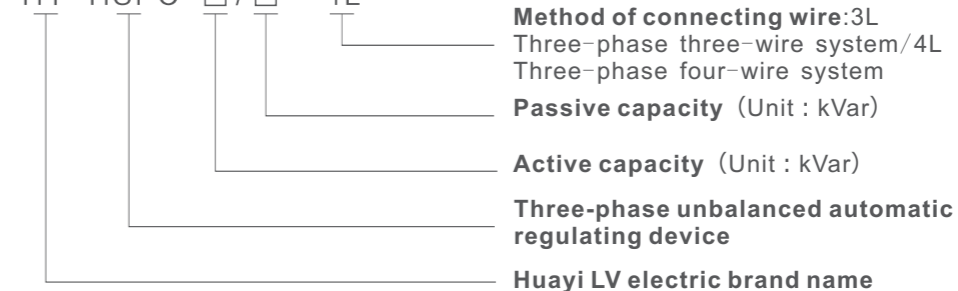 Method of connecting wire:3L
Three-phase three-wire system/4L
Three-phase four-wire system
Passive capacity (Unit : kVar)
Active capacity (Unit : kVar)
Three-phase unbalanced automatic
regulating device
Huayi LV electric brand name